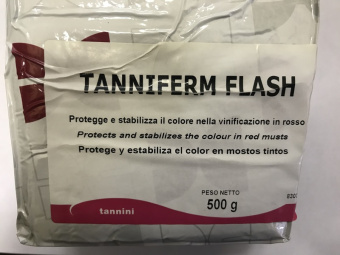 TANNIFERM FLASH
Protegge e stabilizza il colore nella vinificazione in rosso
Protects and stabilizes the colour in red musts
Protege y estabiliza el color en mostos tintos
PESO NETTO
500 g
tannini